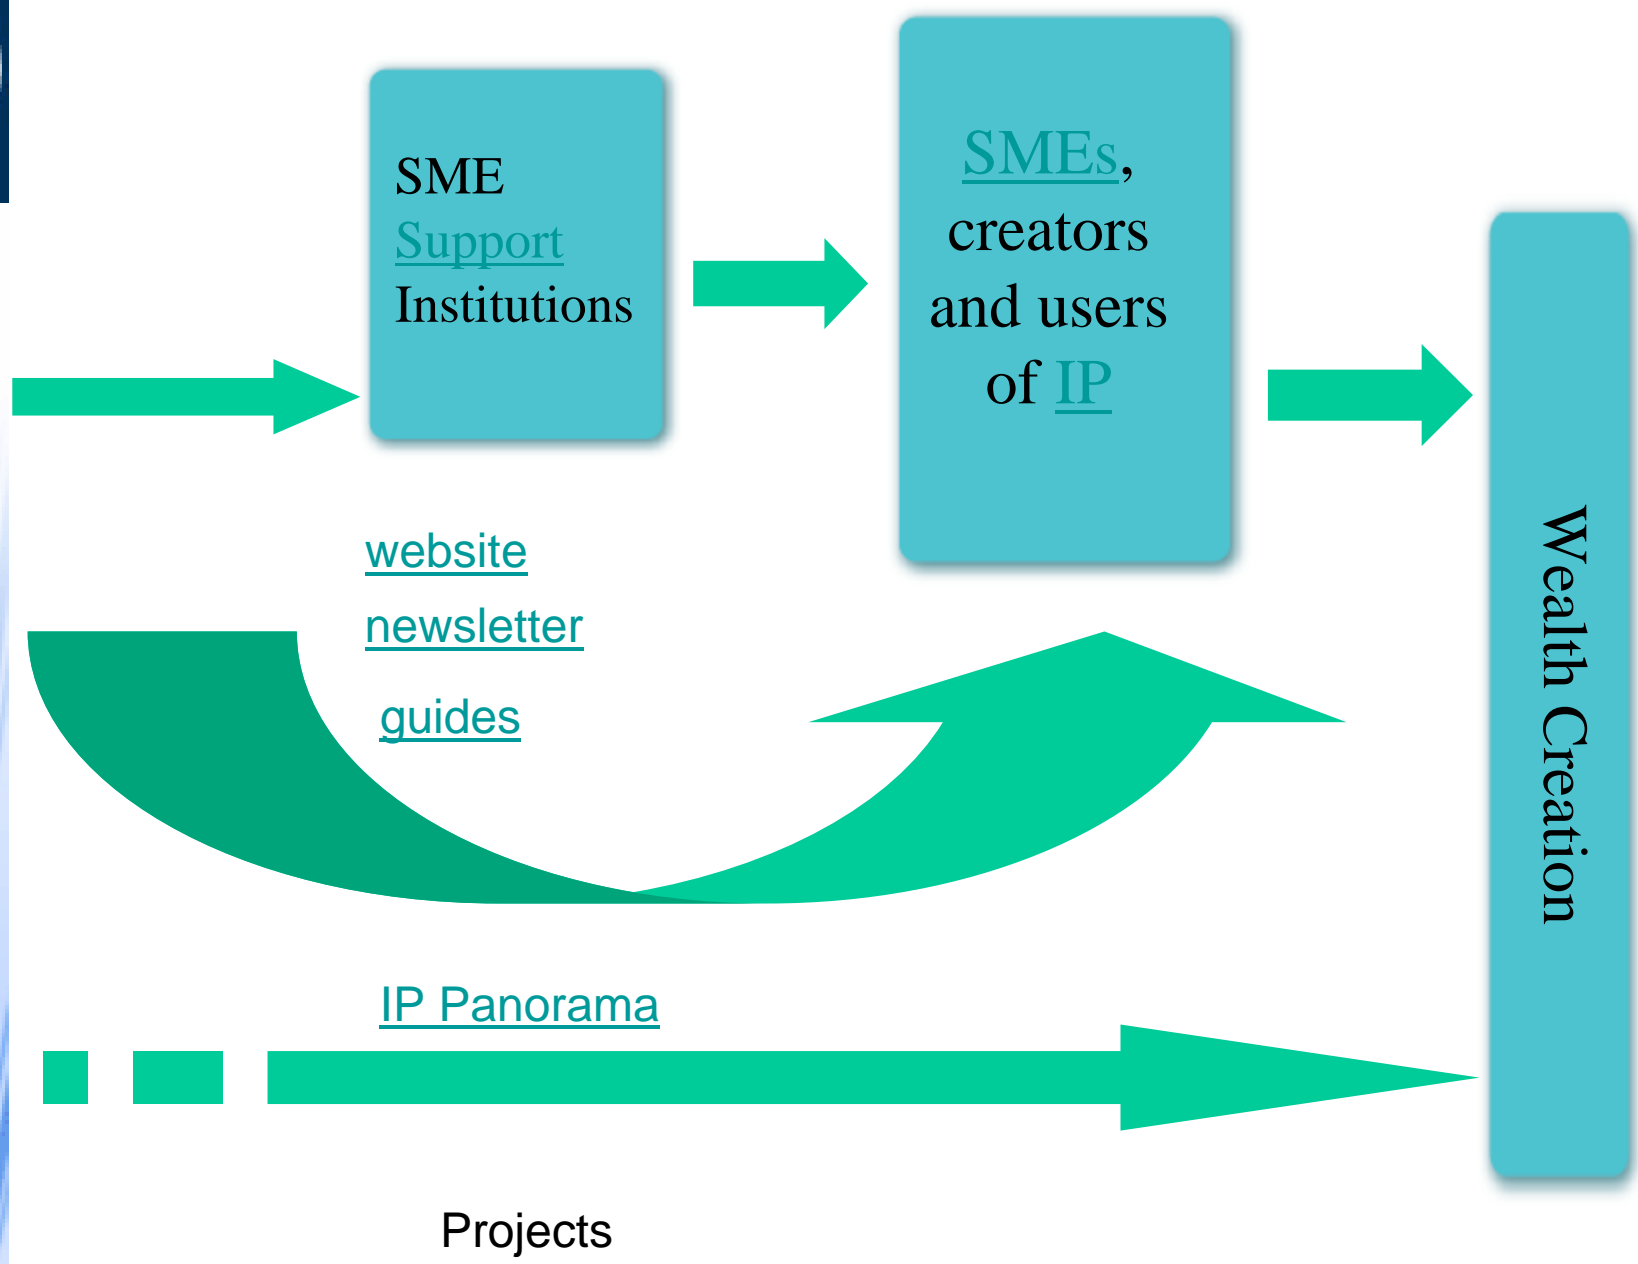 SME
Support
Institutions
SMEs,
creators
and users
of IP
website
newsletter
guides
Wealth Creation
IP Panorama
Projects